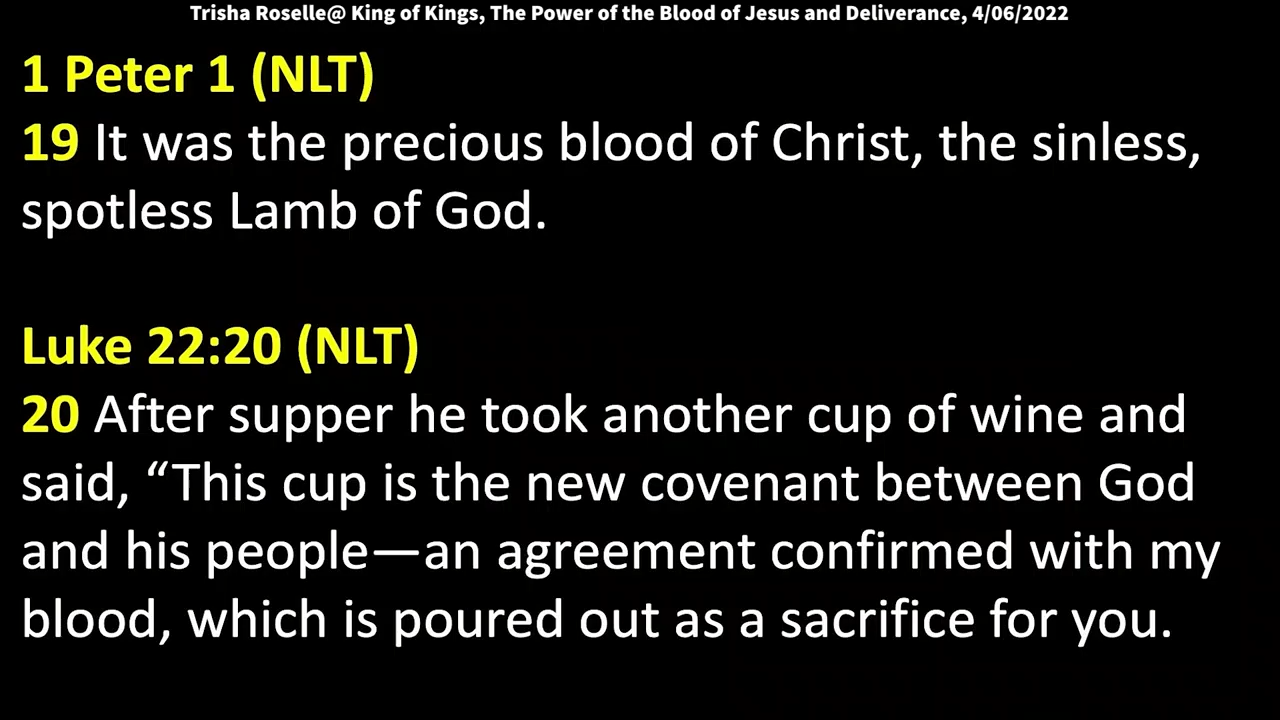 Trisha Roselle@ King of Kings, The Power of the Blood of Jesus and Deliverance, 4/06/2022
1 Peter 1 (NLT)
19 It was the precious blood of Christ, the sinless,
spotless Lamb of God.
Luke 22:20 (NLT)
20 After supper he took another cup of wine and
said, “This cup is the new covenant between God
and his people—an agreement confirmed with my
blood, which is poured out as a sacrifice for you.